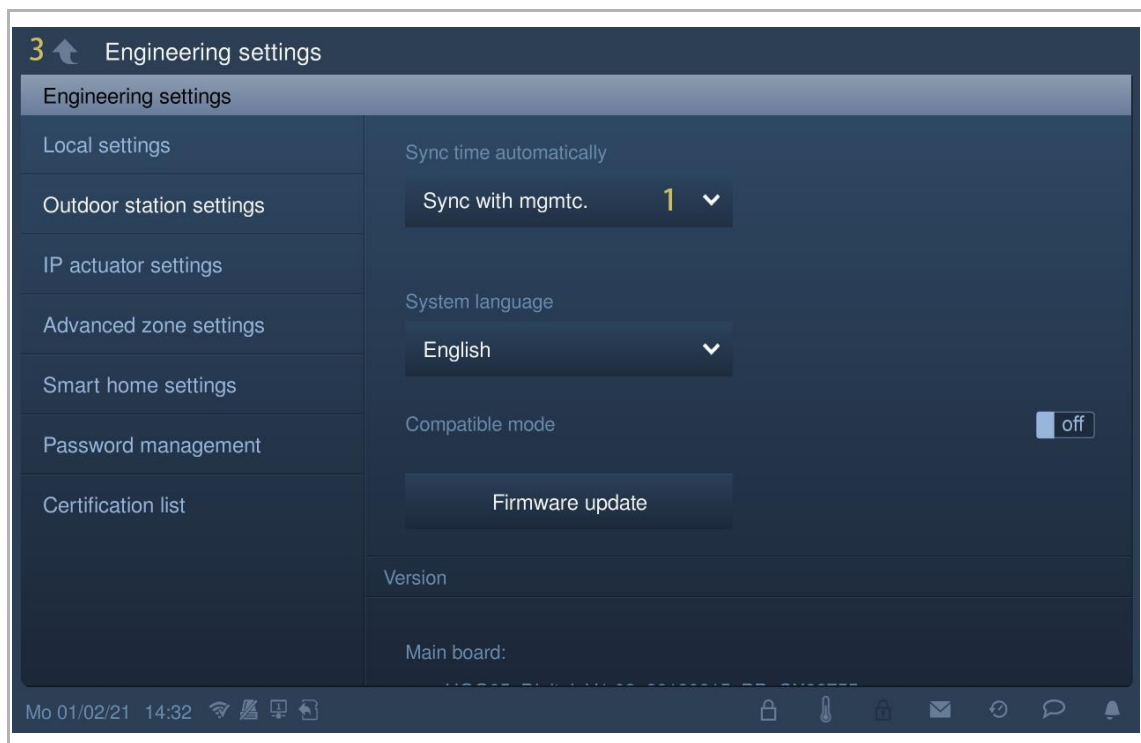 3 Engineering settings
Engineering settings
Local settings
Outdoor station settings
IP actuator settings
Advanced zone settings
Smart home settings
Password management
Certification list
Sync time automatically
Sync with mgmtc. 1
System language
English
Compatible mode off
Firmware update
Version
Main board:
Mo 01/02/21 14:32